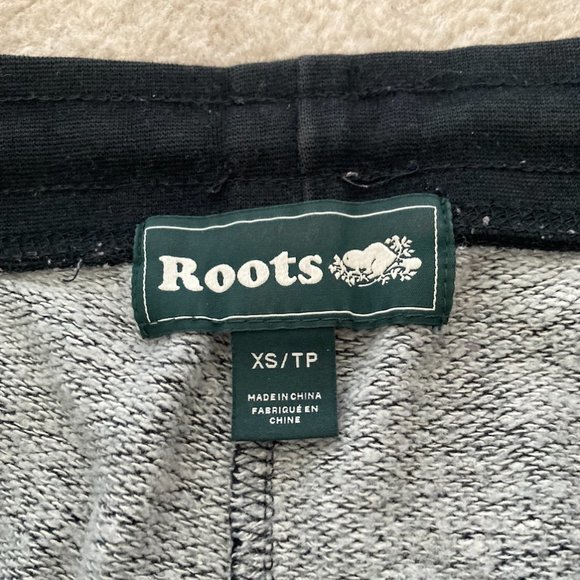 Roots
XS/TP
MADE IN CHINA
FABRIQUÉ EN
CHINE